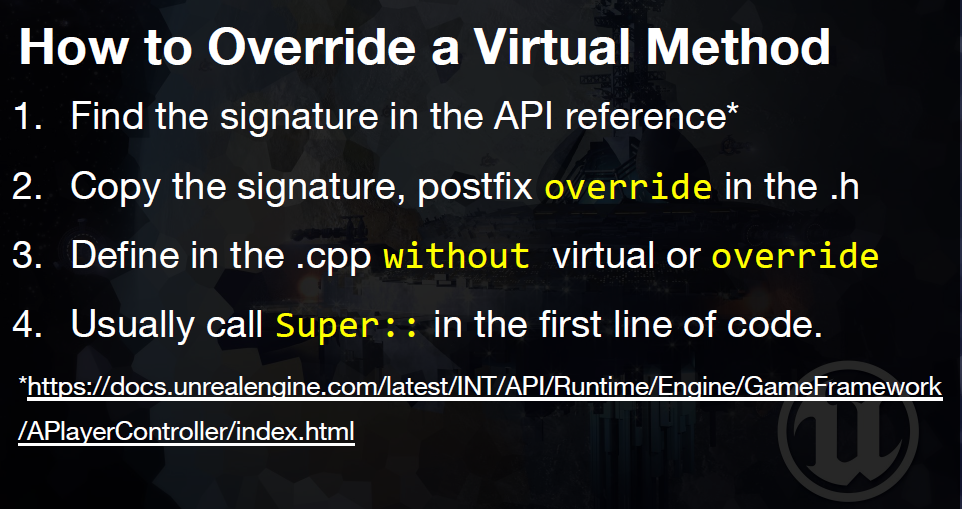 How to Override a Virtual Method
1. Find the signature in the API reference*
2. Copy the signature, postfix override in the .h
3. Define in the .cpp without virtual or override
4. Usually call Super:: in the first line of code.
*https://docs.unrealengine.com/latest/INT/API/Runtime/Engine/GameFramework
/APlayerController/index.html